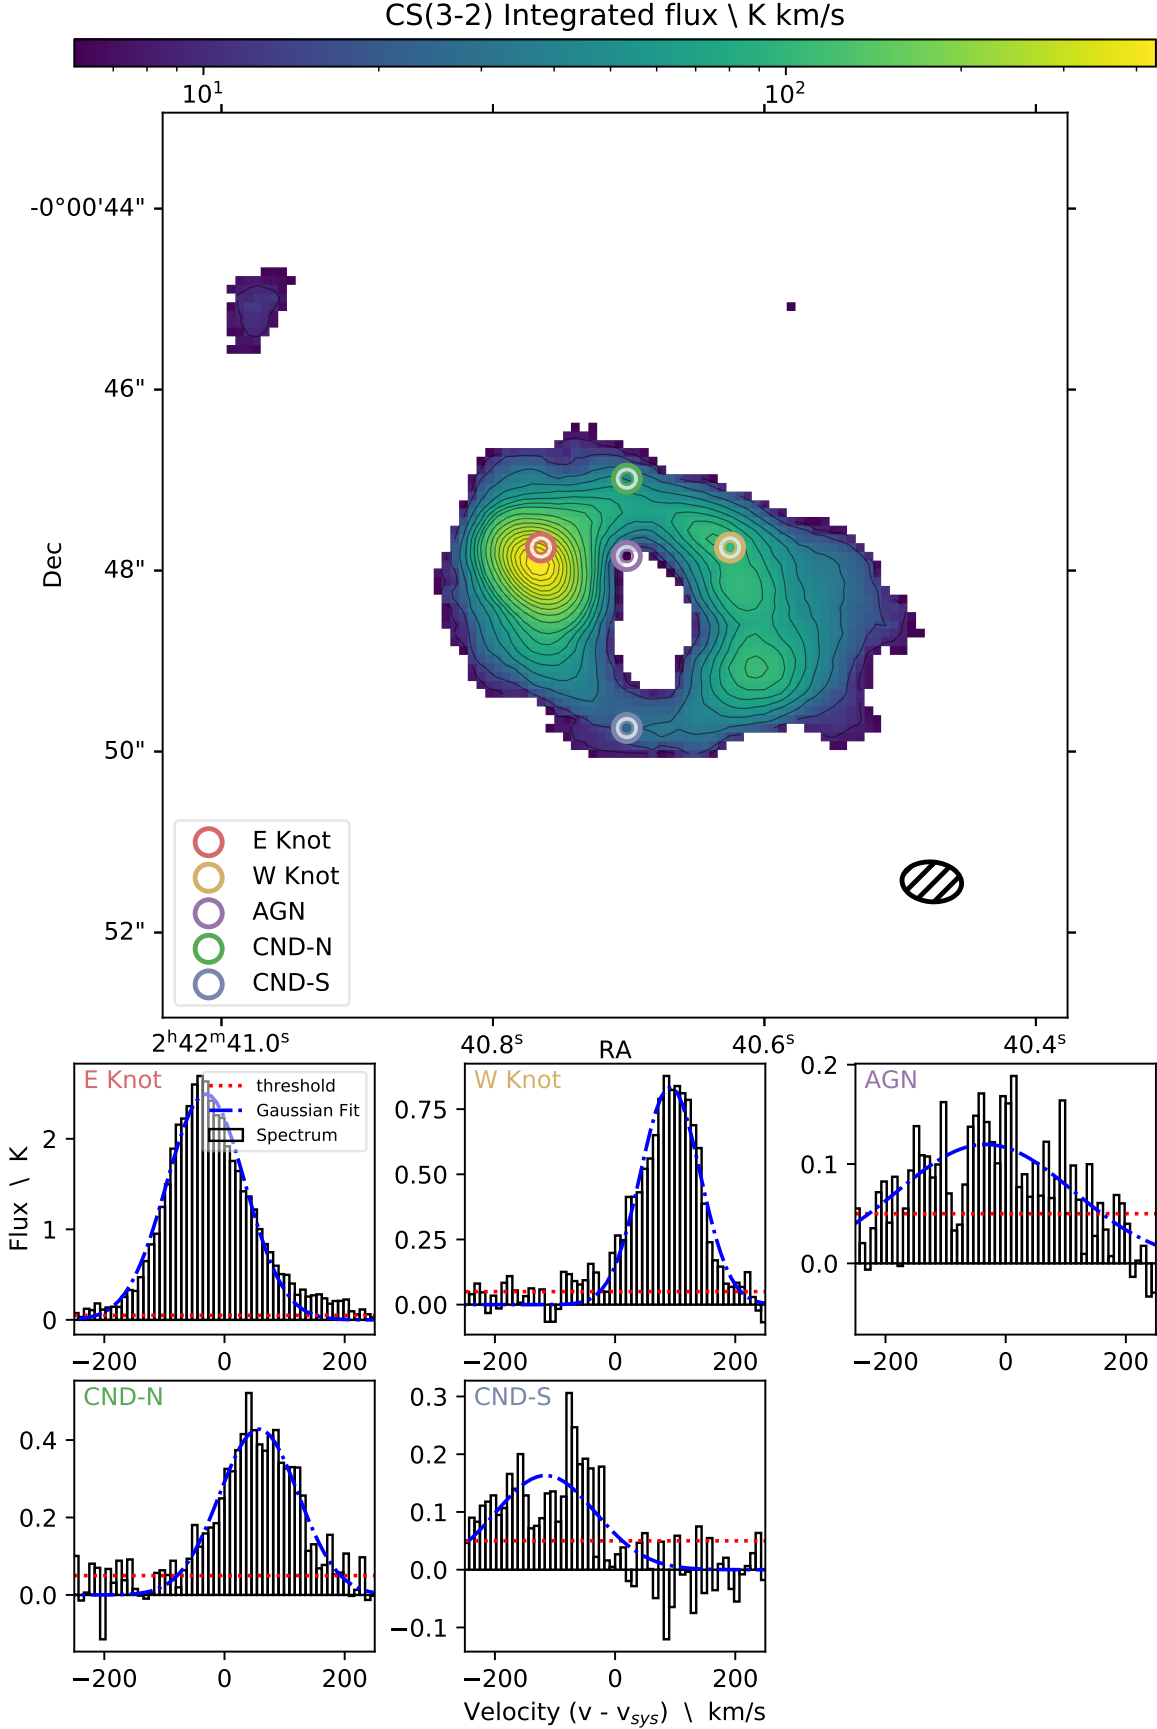 CS(3-2) Integrated flux \ K km/s
10¹ 10²
-0°00'44"
46"
48"
50"
52"
Dec
E Knot
W Knot
AGN
CND-N
CND-S
2ʰ42ᵐ41.0ˢ 40.8ˢ 40.6ˢ 40.4ˢ
RA
E Knot
threshold
Gaussian Fit
Spectrum
2
1
0
Flux \ K
−200 0 200
W Knot
0.75
0.50
0.25
0.00
−200 0 200
AGN
0.2
0.1
0.0
−200 0 200
CND-N
0.4
0.2
0.0
−200 0 200
CND-S
0.3
0.2
0.1
0.0
−0.1
−200 0 200
Velocity (v - vsys) \ km/s